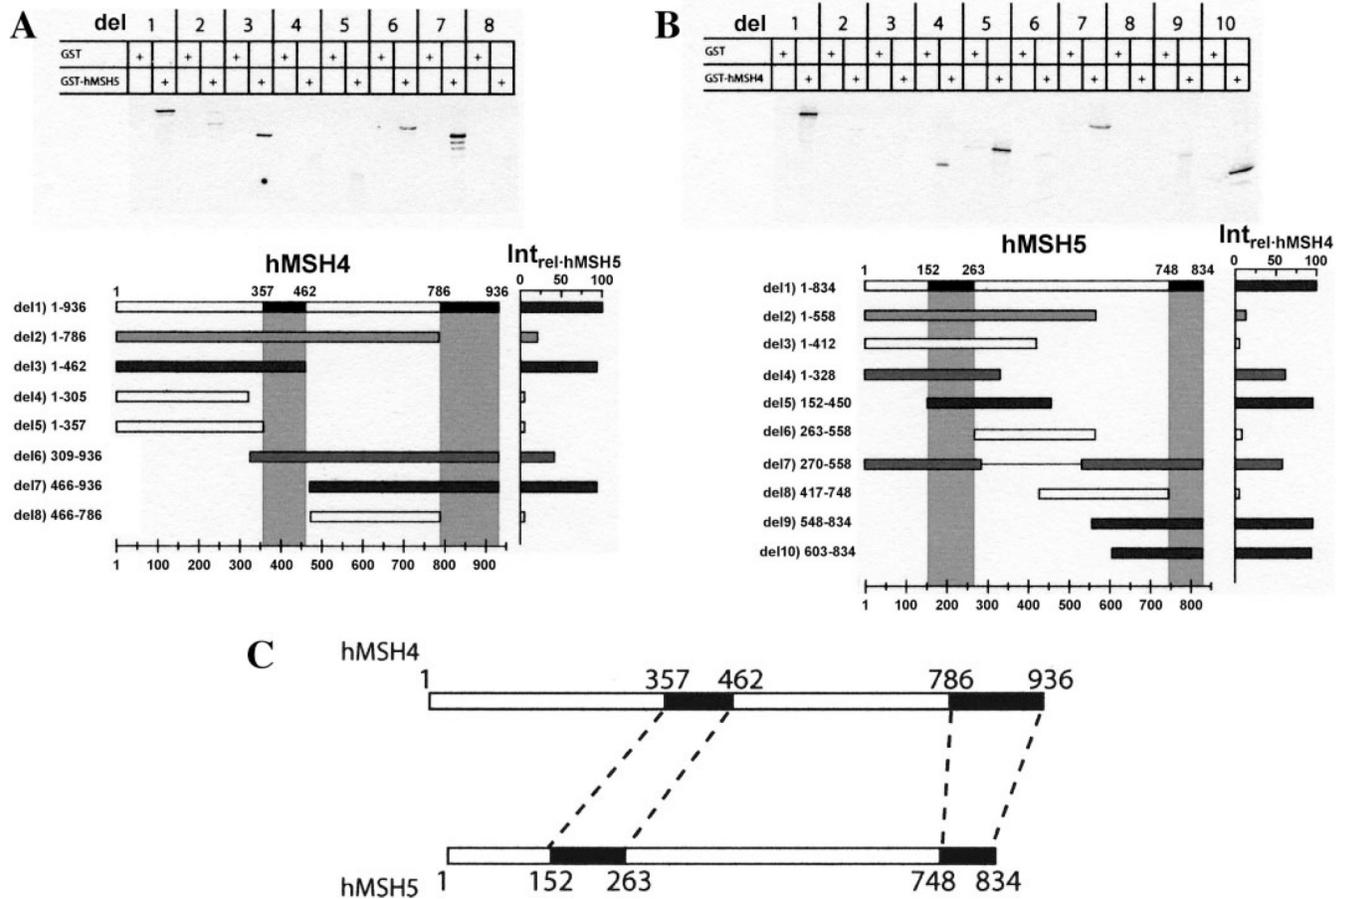 A
del 1 2 3 4 5 6 7 8
GST + + + + + + + +
GST-hMSH5 + + + + + + + +
B
del 1 2 3 4 5 6 7 8 9 10
GST + + + + + + + + + +
GST-hMSH4 + + + + + + + + + +
hMSH4
Int rel·hMSH5
0 50 100
1 357 462 786 936
del1) 1-936
del2) 1-786
del3) 1-462
del4) 1-305
del5) 1-357
del6) 309-936
del7) 466-936
del8) 466-786
1 100 200 300 400 500 600 700 800 900
hMSH5
Int rel·hMSH4
0 50 100
1 152 263 748 834
del1) 1-834
del2) 1-558
del3) 1-412
del4) 1-328
del5) 152-450
del6) 263-558
del7) 270-558
del8) 417-748
del9) 548-834
del10) 603-834
1 100 200 300 400 500 600 700 800
C
hMSH4
1 357 462 786 936
1 152 263 748 834
hMSH5